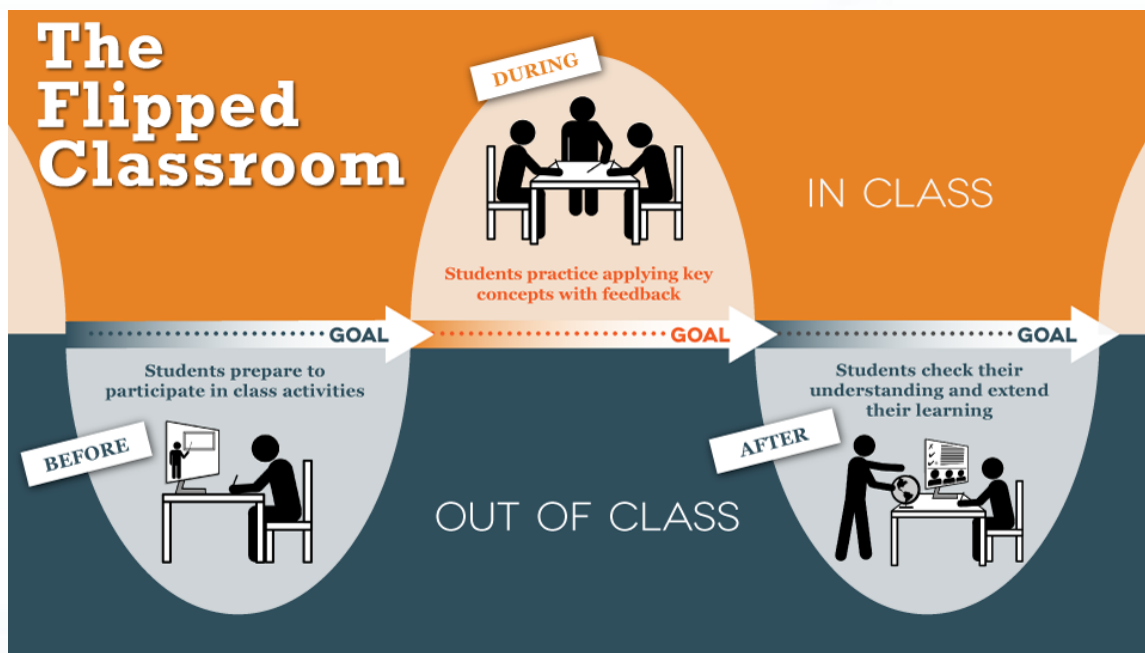 The
Flipped
Classroom
DURING
IN CLASS
Students practice applying key
concepts with feedback
GOAL
GOAL
GOAL
Students prepare to
participate in class activities
BEFORE
OUT OF CLASS
Students check their
understanding and extend
their learning
AFTER